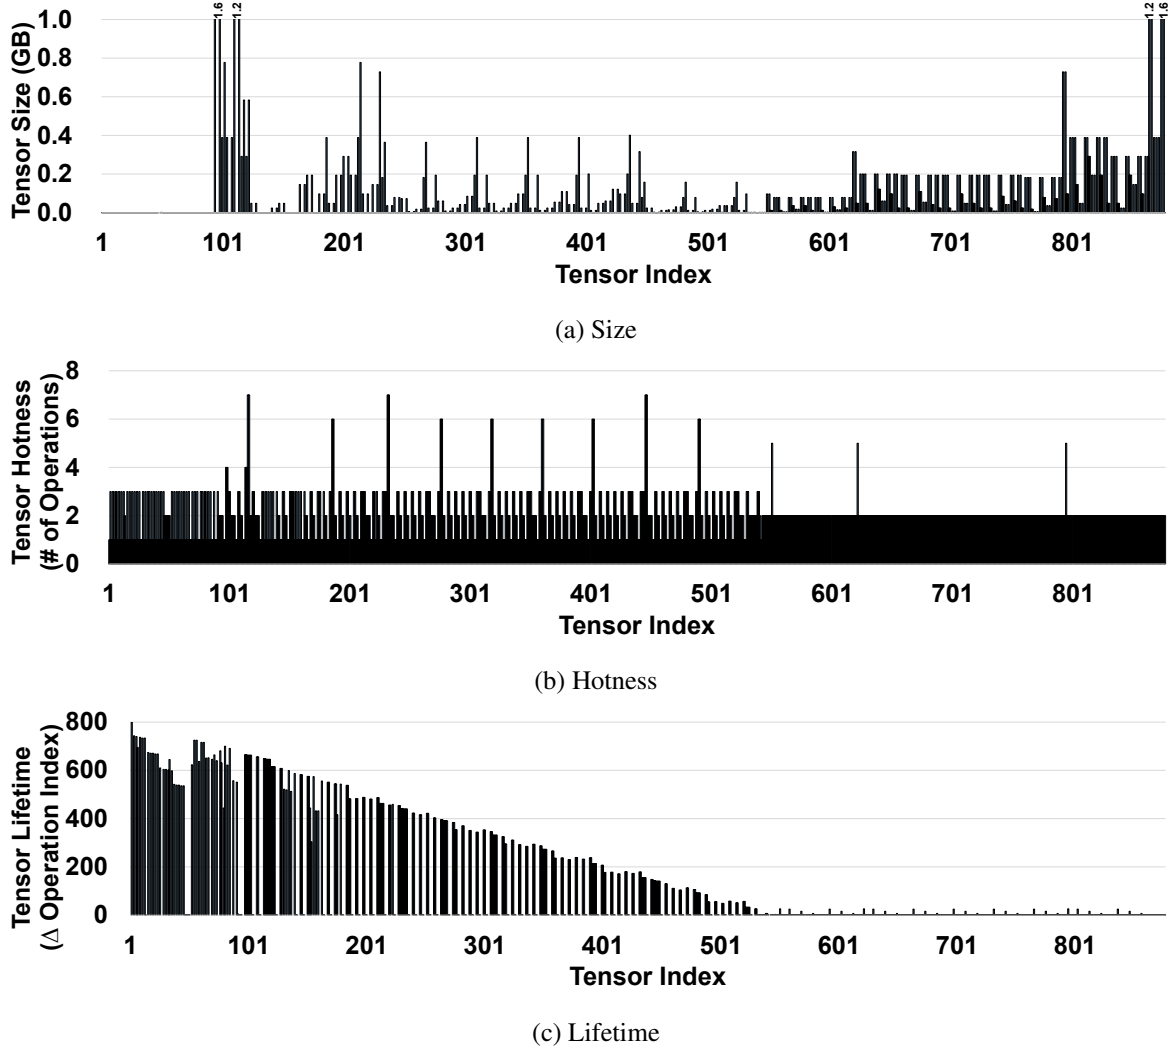 1.6
1.2
1.2
1.6
Tensor Size (GB)
1.0
0.8
0.6
0.4
0.2
0.0
1 101 201 301 401 501 601 701 801
Tensor Index
(a) Size
Tensor Hotness
(# of Operations)
8
6
4
2
0
1 101 201 301 401 501 601 701 801
Tensor Index
(b) Hotness
Tensor Lifetime
(Δ Operation Index)
800
600
400
200
0
1 101 201 301 401 501 601 701 801
Tensor Index
(c) Lifetime